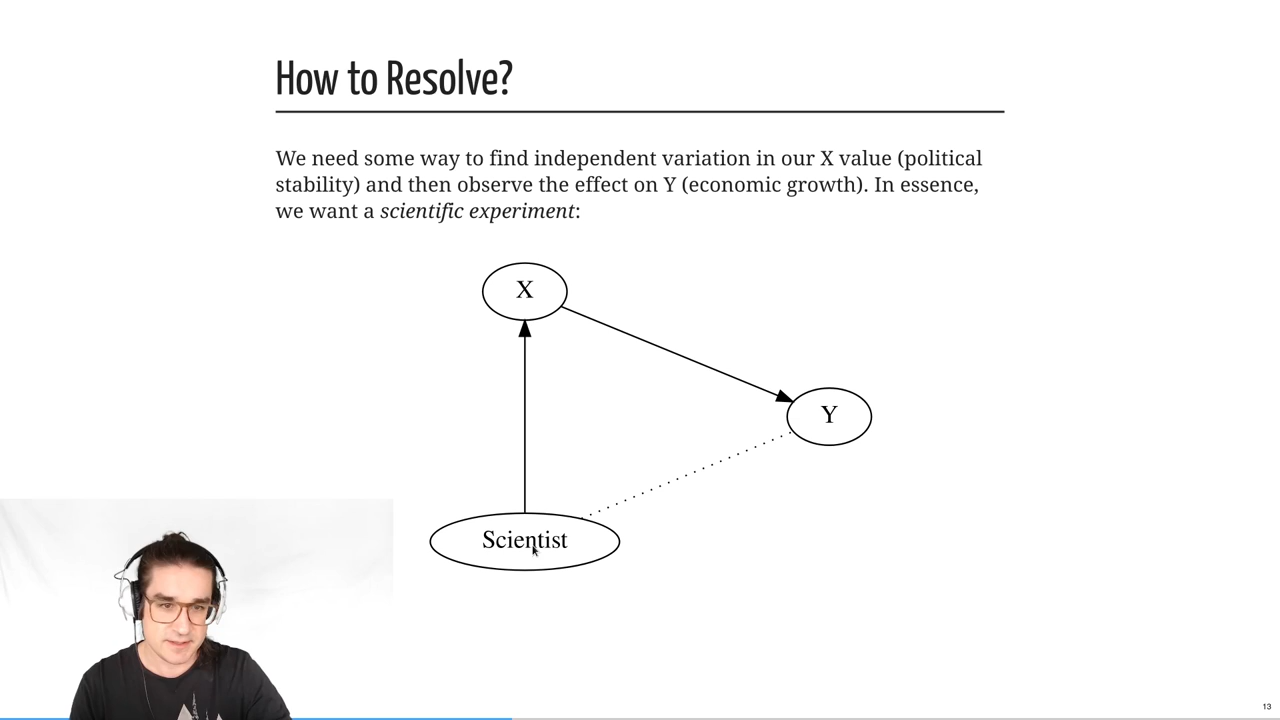 How to Resolve?
We need some way to find independent variation in our X value (political
stability) and then observe the effect on Y (economic growth). In essence,
we want a scientific experiment:
X
Y
Scientist
13